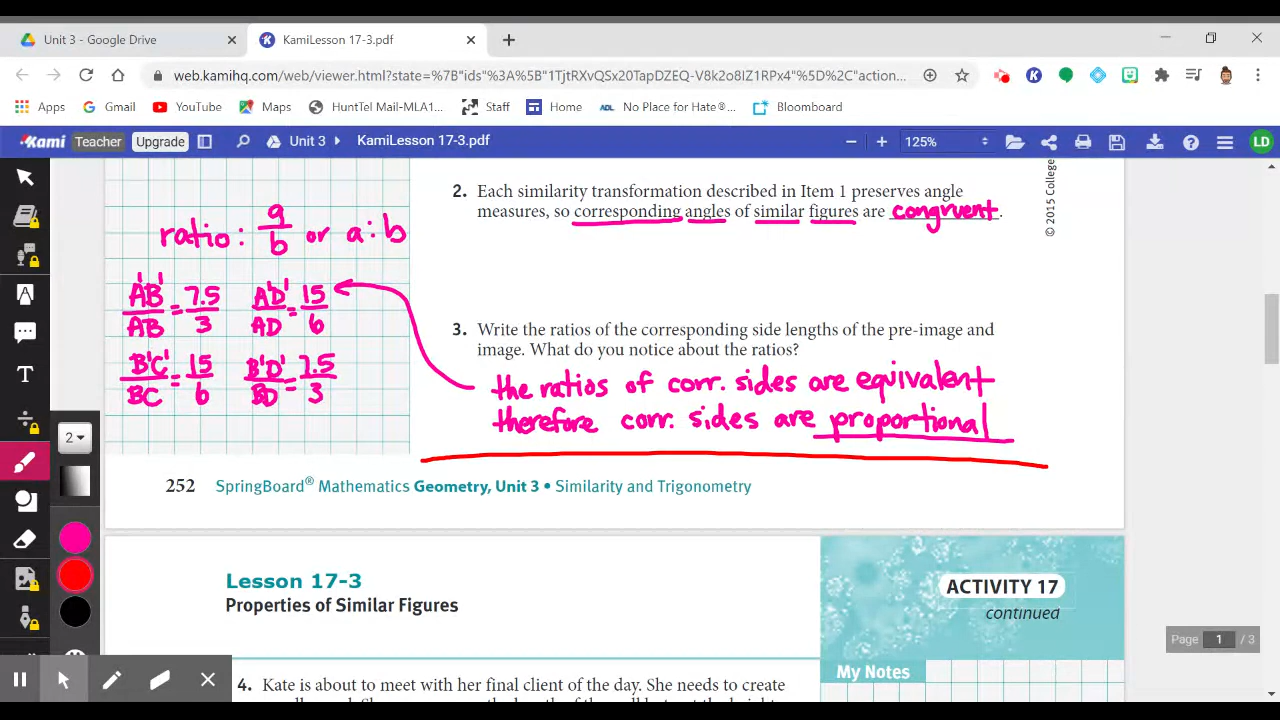 Unit 3 - Google Drive
KamiLesson 17-3.pdf
web.kamihq.com/web/viewer.html?state=%7B"ids"%3A%5B"1TjtRXvQSx20TapDZEQ-V8k2o8IZ1RPx4"%5D%2C"action...
Apps
Gmail
YouTube
Maps
HuntTel Mail-MLA1...
Staff
Home
ADL No Place for Hate...
Bloomboard
Kami
Teacher
Upgrade
Unit 3
KamiLesson 17-3.pdf
125%
LD
2. Each similarity transformation described in Item 1 preserves angle
measures, so corresponding angles of similar figures are congruent.
© 2015 College
ratio: a/b or a:b
A'B'/AB = 7.5/3 A'D'/AD = 15/6
B'C'/BC = 15/6 B'D'/BD = 7.5/3
3. Write the ratios of the corresponding side lengths of the pre-image and
image. What do you notice about the ratios?
the ratios of corr. sides are equivalent
therefore corr. sides are proportional
2
252 SpringBoard® Mathematics Geometry, Unit 3 • Similarity and Trigonometry
Lesson 17-3
Properties of Similar Figures
ACTIVITY 17
continued
Page 1 / 3
My Notes
4. Kate is about to meet with her final client of the day. She needs to create